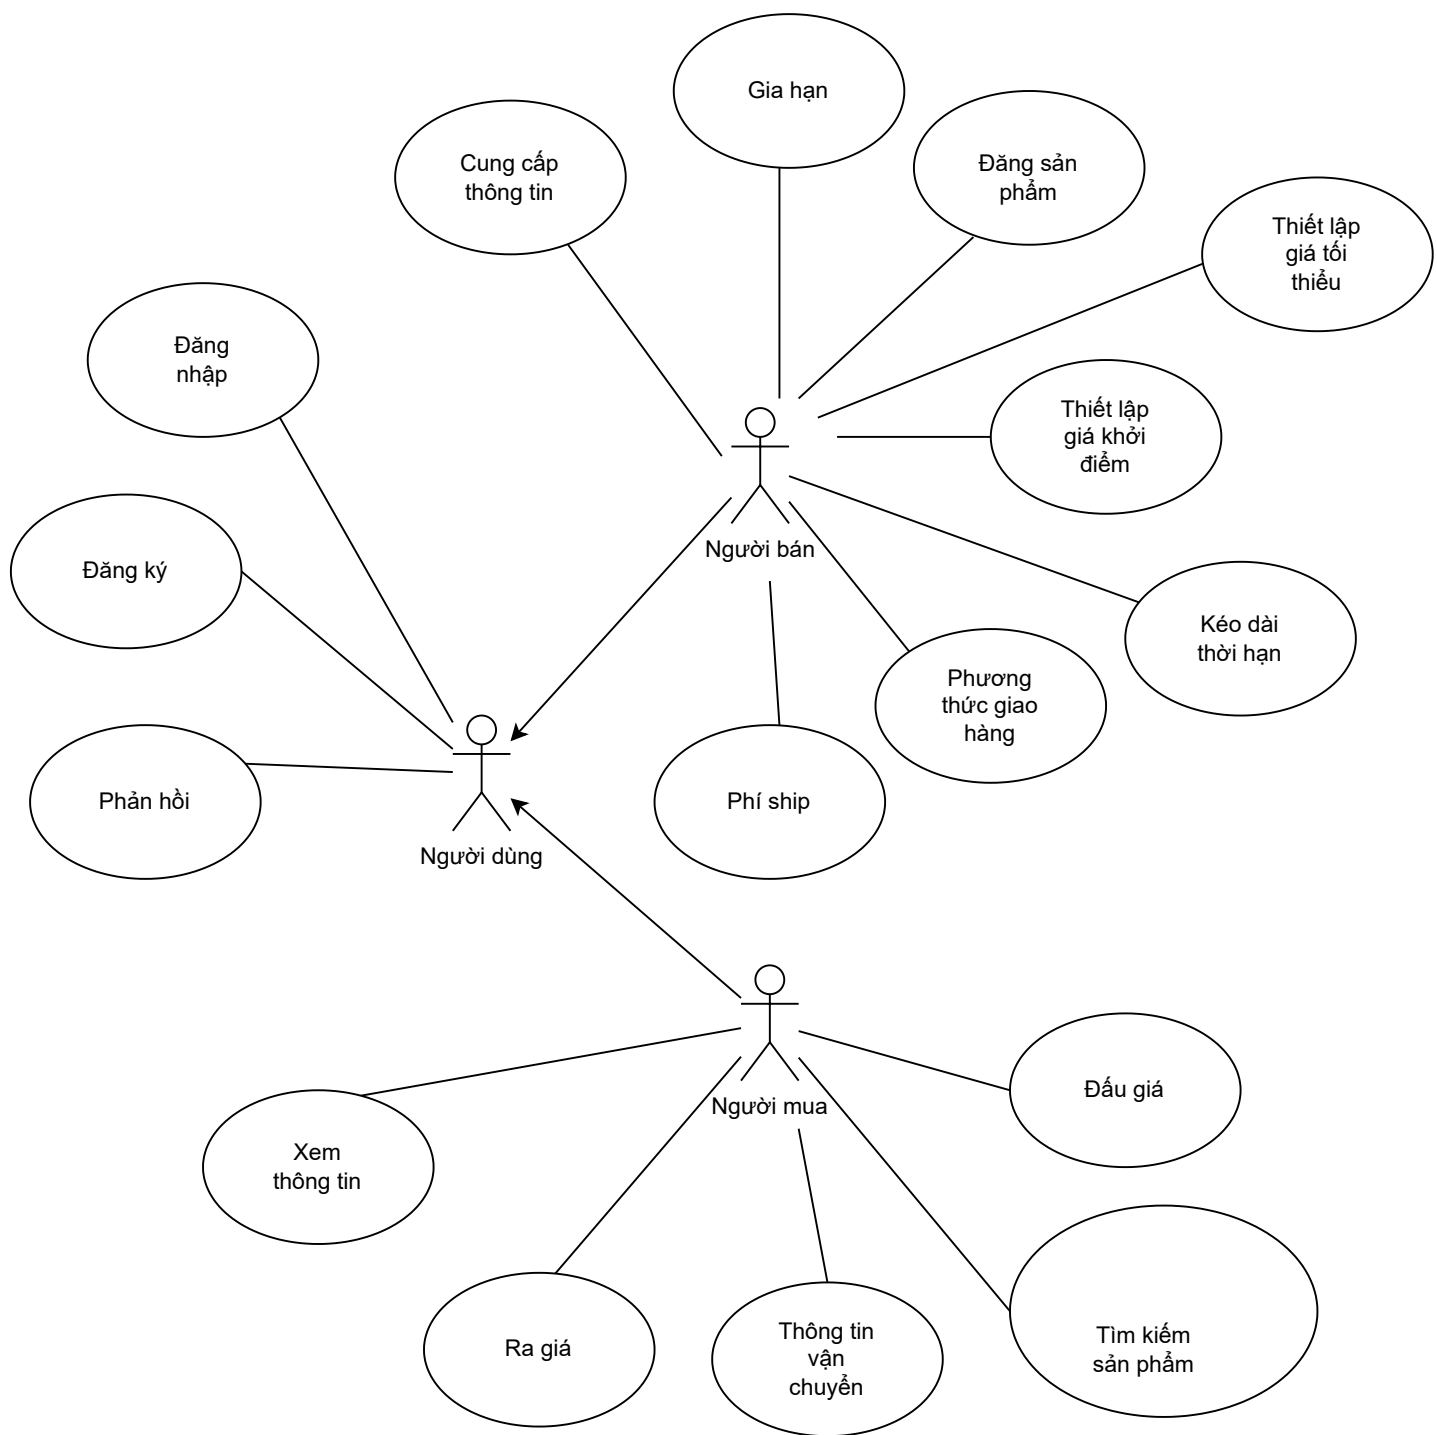 Gia hạn
Cung cấp
thông tin
Đăng sản
phẩm
Thiết lập
giá tối
thiểu
Đăng
nhập
Thiết lập
giá khởi
điểm
Người bán
Đăng ký
Kéo dài
thời hạn
Phương
thức giao
hàng
Phản hồi
Phí ship
Người dùng
Người mua
Đấu giá
Xem
thông tin
Ra giá
Thông tin
vận
chuyển
Tìm kiếm
sản phẩm